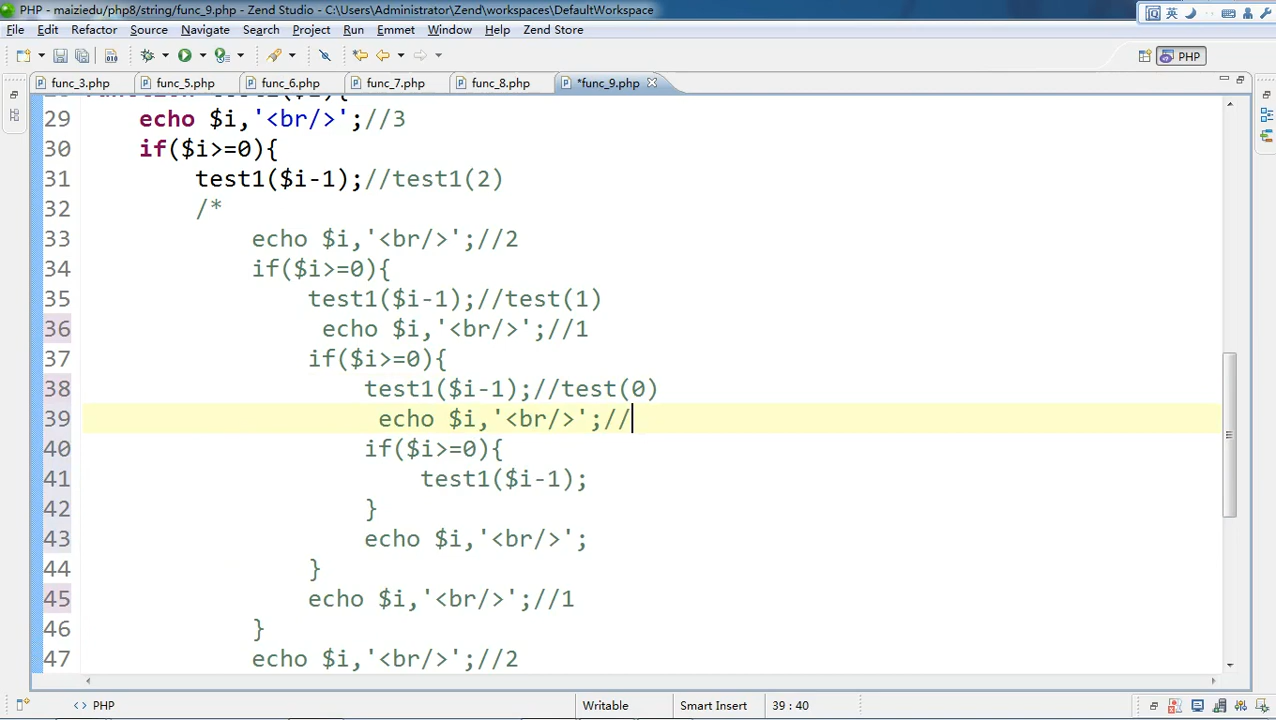 PHP - maiziedu/php8/string/func_9.php - Zend Studio - C:\Users\Administrator\Zend\workspaces\DefaultWorkspace
英
File Edit Refactor Source Navigate Search Project Run Emmet Window Help Zend Store
PHP
func_3.php func_5.php func_6.php func_7.php func_8.php *func_9.php
29 echo $i,'<br/>';//3
30 if($i>=0){
31 test1($i-1);//test1(2)
32 /*
33 echo $i,'<br/>';//2
34 if($i>=0){
35 test1($i-1);//test(1)
36 echo $i,'<br/>';//1
37 if($i>=0){
38 test1($i-1);//test(0)
39 echo $i,'<br/>';//
40 if($i>=0){
41 test1($i-1);
42 }
43 echo $i,'<br/>';
44 }
45 echo $i,'<br/>';//1
46 }
47 echo $i,'<br/>';//2
<> PHP Writable Smart Insert 39 : 40